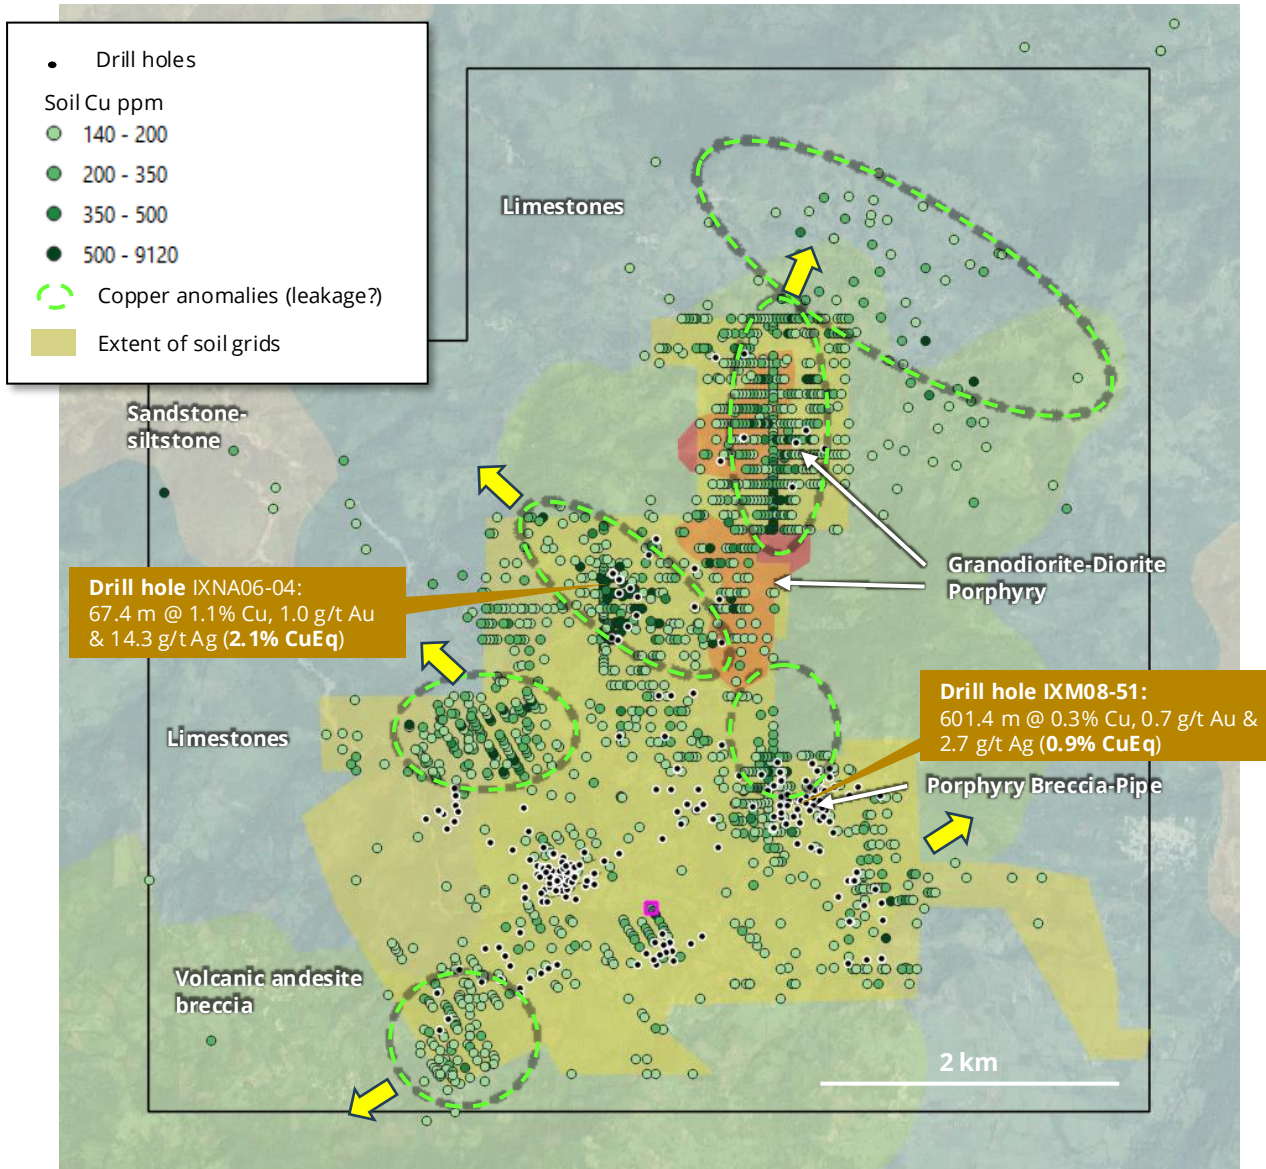 Drill holes
Soil Cu ppm
140 - 200
200 - 350
350 - 500
500 - 9120
Copper anomalies (leakage?)
Extent of soil grids
Limestones
Sandstone-
siltstone
Granodiorite-Diorite
Porphyry
Drill hole IXNA06-04:
67.4 m @ 1.1% Cu, 1.0 g/t Au
& 14.3 g/t Ag (2.1% CuEq)
Drill hole IXM08-51:
601.4 m @ 0.3% Cu, 0.7 g/t Au &
2.7 g/t Ag (0.9% CuEq)
Limestones
Porphyry Breccia-Pipe
Volcanic andesite
breccia
2 km